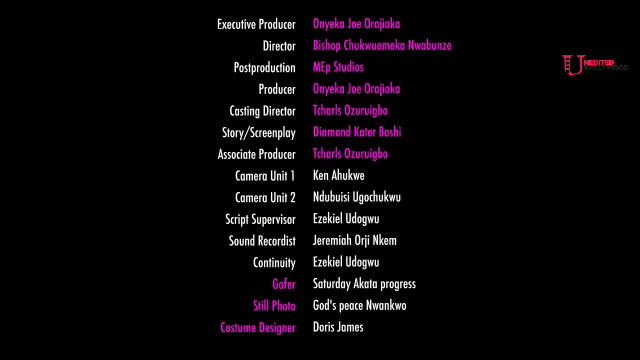 Executive Producer Onyeka Joe Orajiaka
Director Bishop Chukwuemeka Nwabunze
Postproduction MEp Studios
Producer Onyeka Joe Orajiaka
Casting Director Tcharls Ozuruigbo
Story/Screenplay Diamond Kater Boshi
Associate Producer Tcharls Ozuruigbo
Camera Unit 1 Ken Ahukwe
Camera Unit 2 Ndubuisi Ugochukwu
Script Supervisor Ezekiel Udogwu
Sound Recordist Jeremiah Orji Nkem
Continuity Ezekiel Udogwu
Gafer Saturday Akata progress
Still Photo God's peace Nwankwo
Costume Designer Doris James
UNEDITED